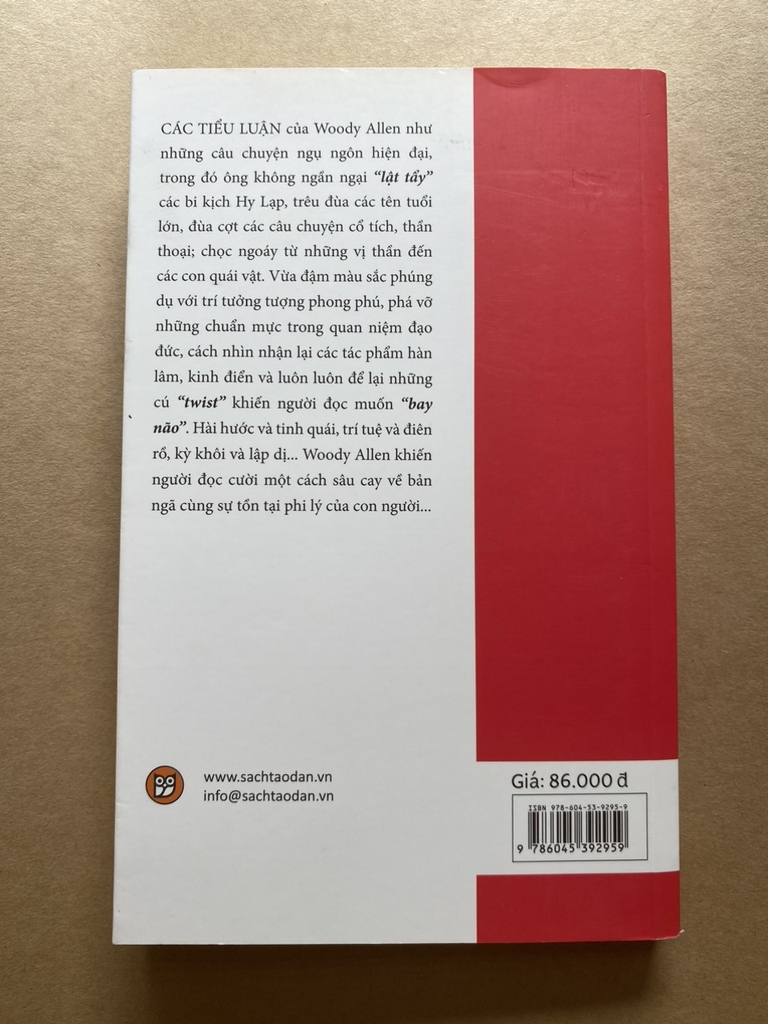 CÁC TIỂU LUẬN của Woody Allen như
những câu chuyện ngụ ngôn hiện đại,
trong đó ông không ngần ngại “lật tẩy”
các bi kịch Hy Lạp, trêu đùa các tên tuổi
lớn, đùa cợt các câu chuyện cổ tích, thần
thoại; chọc ngoáy từ những vị thần đến
các con quái vật. Vừa đậm màu sắc phúng
dụ với trí tưởng tượng phong phú, phá vỡ
những chuẩn mực trong quan niệm đạo
đức, cách nhìn nhận lại các tác phẩm hàn
lâm, kinh điển và luôn luôn để lại những
cú “twist” khiến người đọc muốn “bay
não”. Hài hước và tinh quái, trí tuệ và điên
rồ, kỳ khôi và lập dị... Woody Allen khiến
người đọc cười một cách sâu cay về bản
ngã cùng sự tồn tại phi lý của con người...
www.sachtaodan.vn
info@sachtaodan.vn
Giá: 86.000 đ
ISBN 978-604-53-9295-9
9 786045 392959